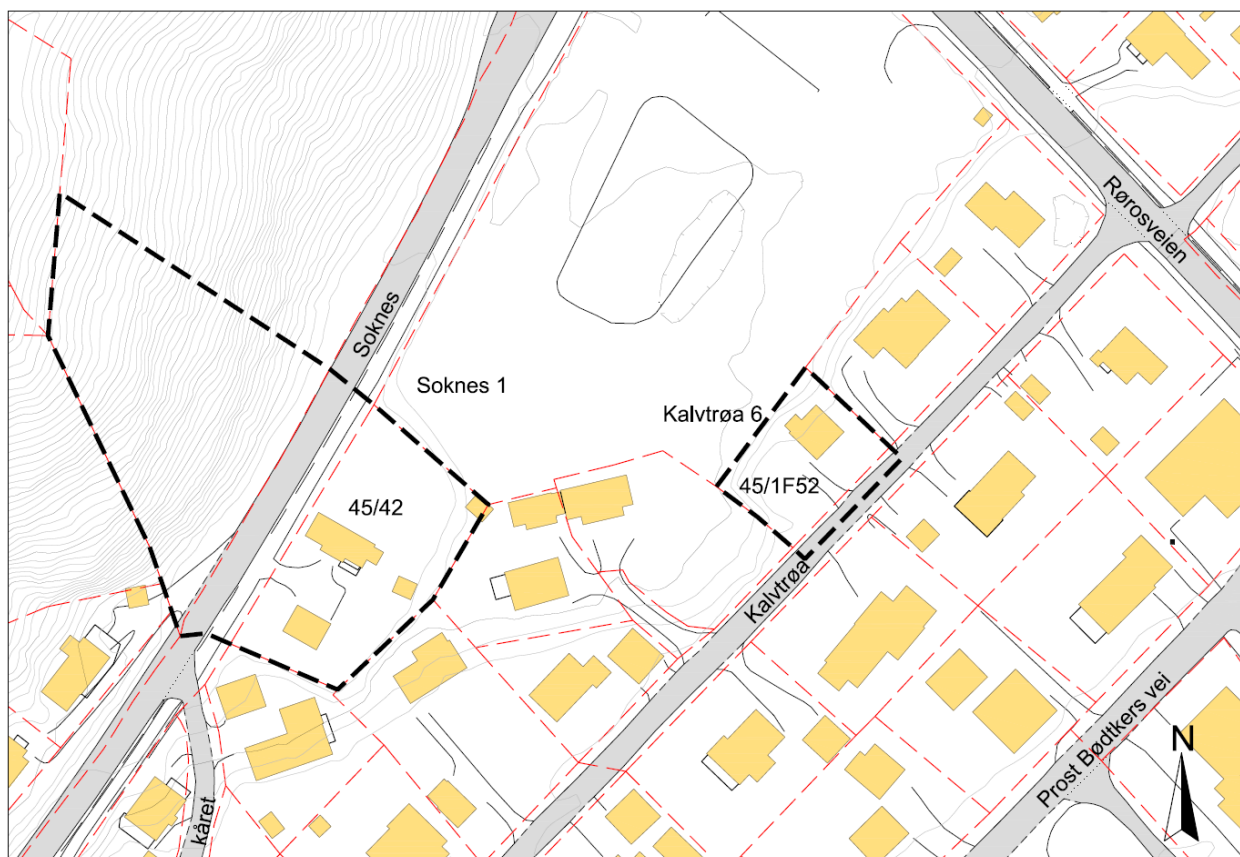 Rørosveien
Soknes
Soknes 1
Kalvtrøa 6
45/1F52
45/42
Kalvtrøa
Prost Bødtkers vei
N
kåret